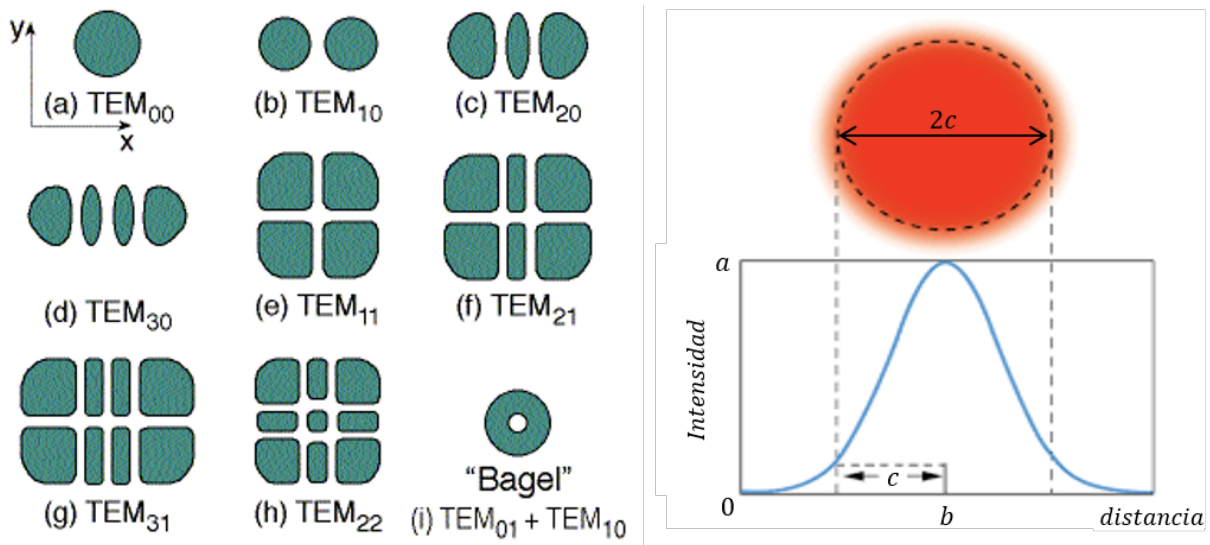 y
x
(a) TEM00
(b) TEM10
(c) TEM20
(d) TEM30
(e) TEM11
(f) TEM21
(g) TEM31
(h) TEM22
“Bagel”
(i) TEM01 + TEM10
2c
a
Intensidad
c
0
b
distancia